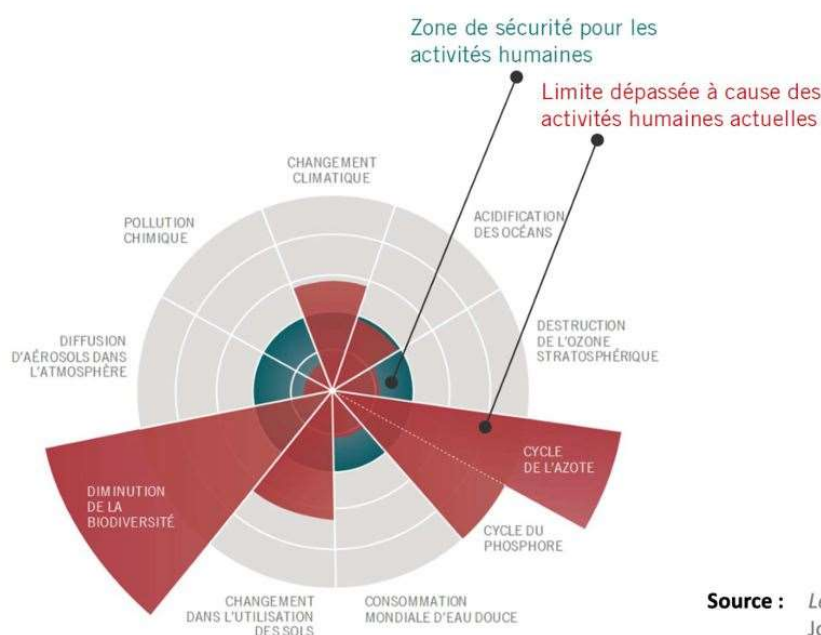 Zone de sécurité pour les
activités humaines
Limite dépassée à cause des
activités humaines actuelles
CHANGEMENT
CLIMATIQUE
POLLUTION
CHIMIQUE
ACIDIFICATION
DES OCÉANS
DIFFUSION
D'AÉROSOLS DANS
L'ATMOSPHÈRE
DESTRUCTION
DE L'OZONE
STRATOSPHÉRIQUE
CYCLE
DE L'AZOTE
DIMINUTION
DE LA
BIODIVERSITÉ
CYCLE DU
PHOSPHORE
CHANGEMENT
DANS L'UTILISATION
DES SOLS
CONSOMMATION
MONDIALE D'EAU DOUCE
Source :